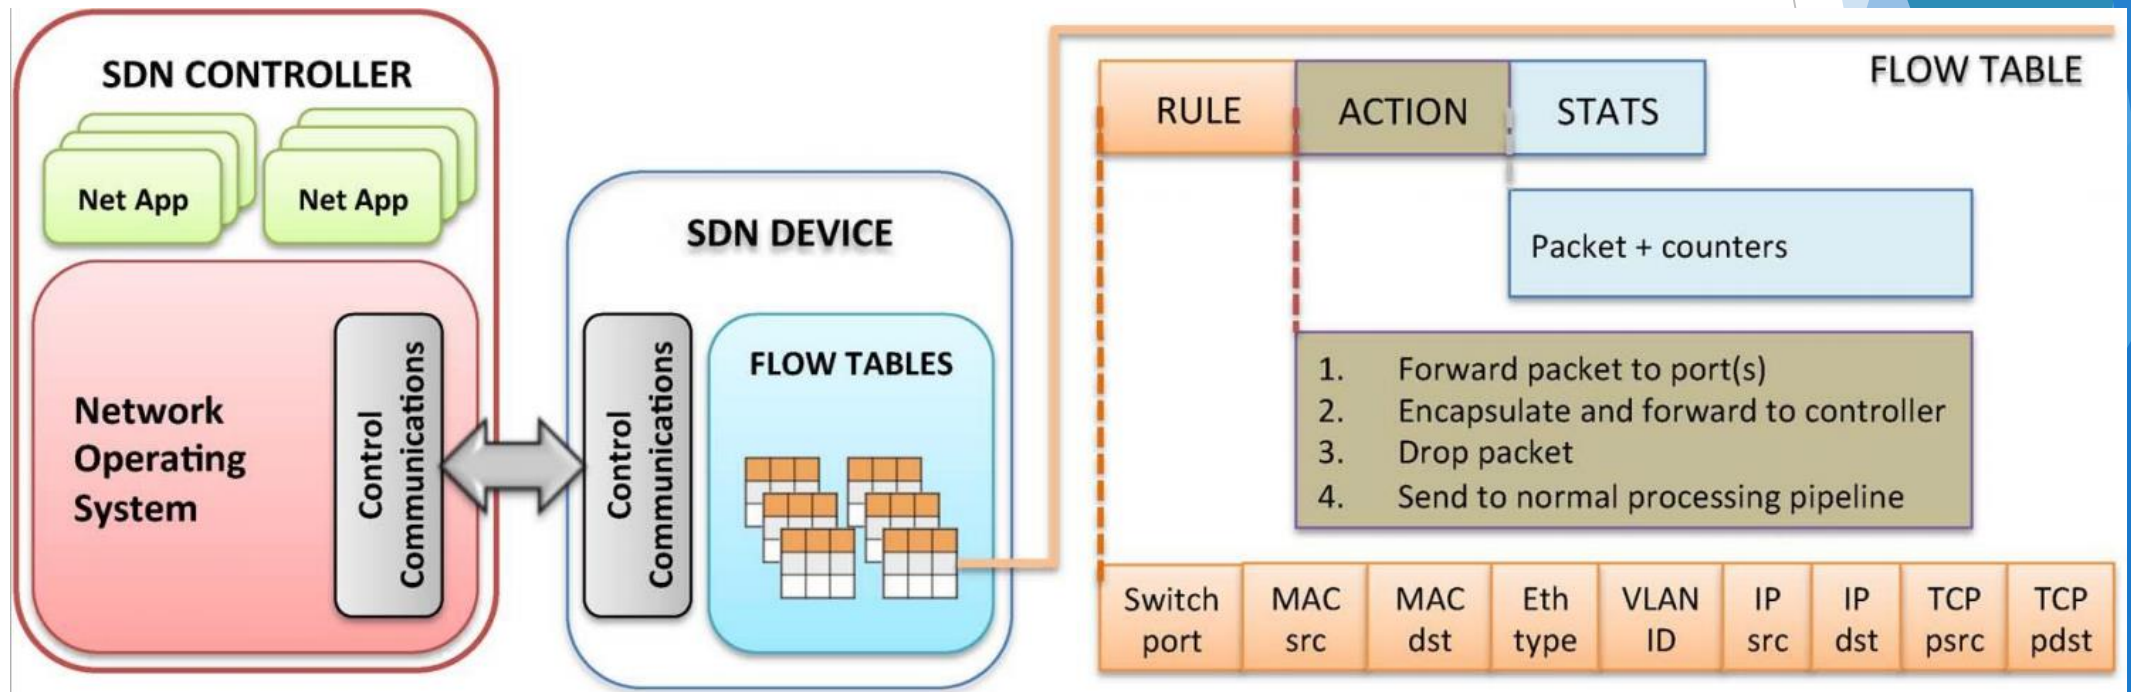 SDN CONTROLLER
Net App
Net App
Network
Operating
System
Control
Communications
SDN DEVICE
Control
Communications
FLOW TABLES
FLOW TABLE
RULE
ACTION
STATS
Packet + counters
1. Forward packet to port(s)
2. Encapsulate and forward to controller
3. Drop packet
4. Send to normal processing pipeline
Switch
port
MAC
src
MAC
dst
Eth
type
VLAN
ID
IP
src
IP
dst
TCP
psrc
TCP
pdst